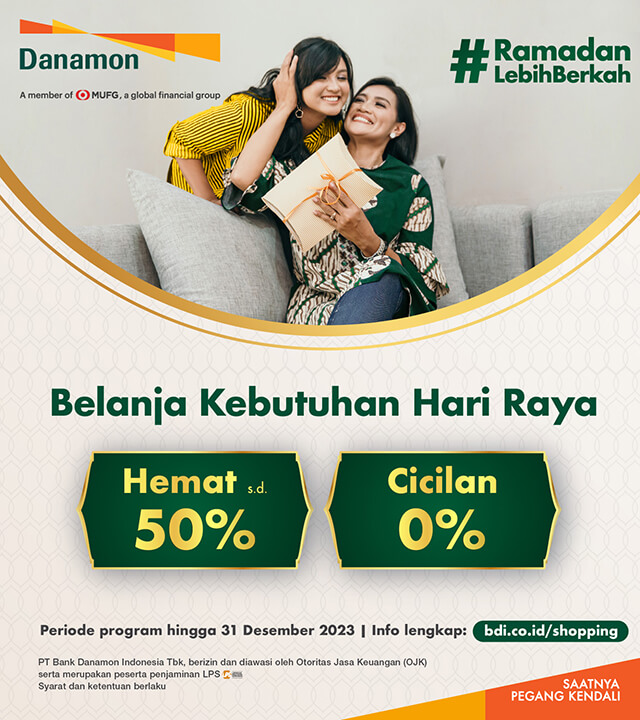 Danamon
A member of MUFG, a global financial group
#Ramadan
LebihBerkah
Belanja Kebutuhan Hari Raya
Hemat s.d.
50%
Cicilan
0%
Periode program hingga 31 Desember 2023 | Info lengkap: bdi.co.id/shopping
PT Bank Danamon Indonesia Tbk, berizin dan diawasi oleh Otoritas Jasa Keuangan (OJK)
serta merupakan peserta penjaminan LPS
Syarat dan ketentuan berlaku
SAATNYA
PEGANG KENDALI